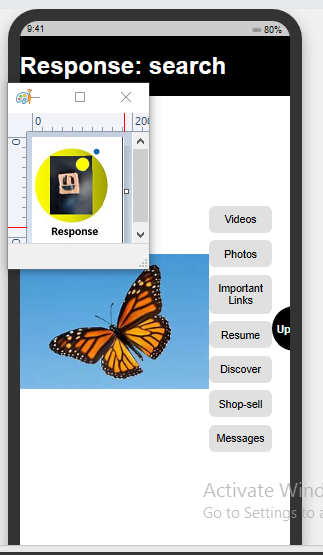 9:41
80%
Response: search
0
200
0
Response
Videos
Photos
Important
Links
Resume
Up
Discover
Shop-sell
Messages
Activate Wind
Go to Settings to a